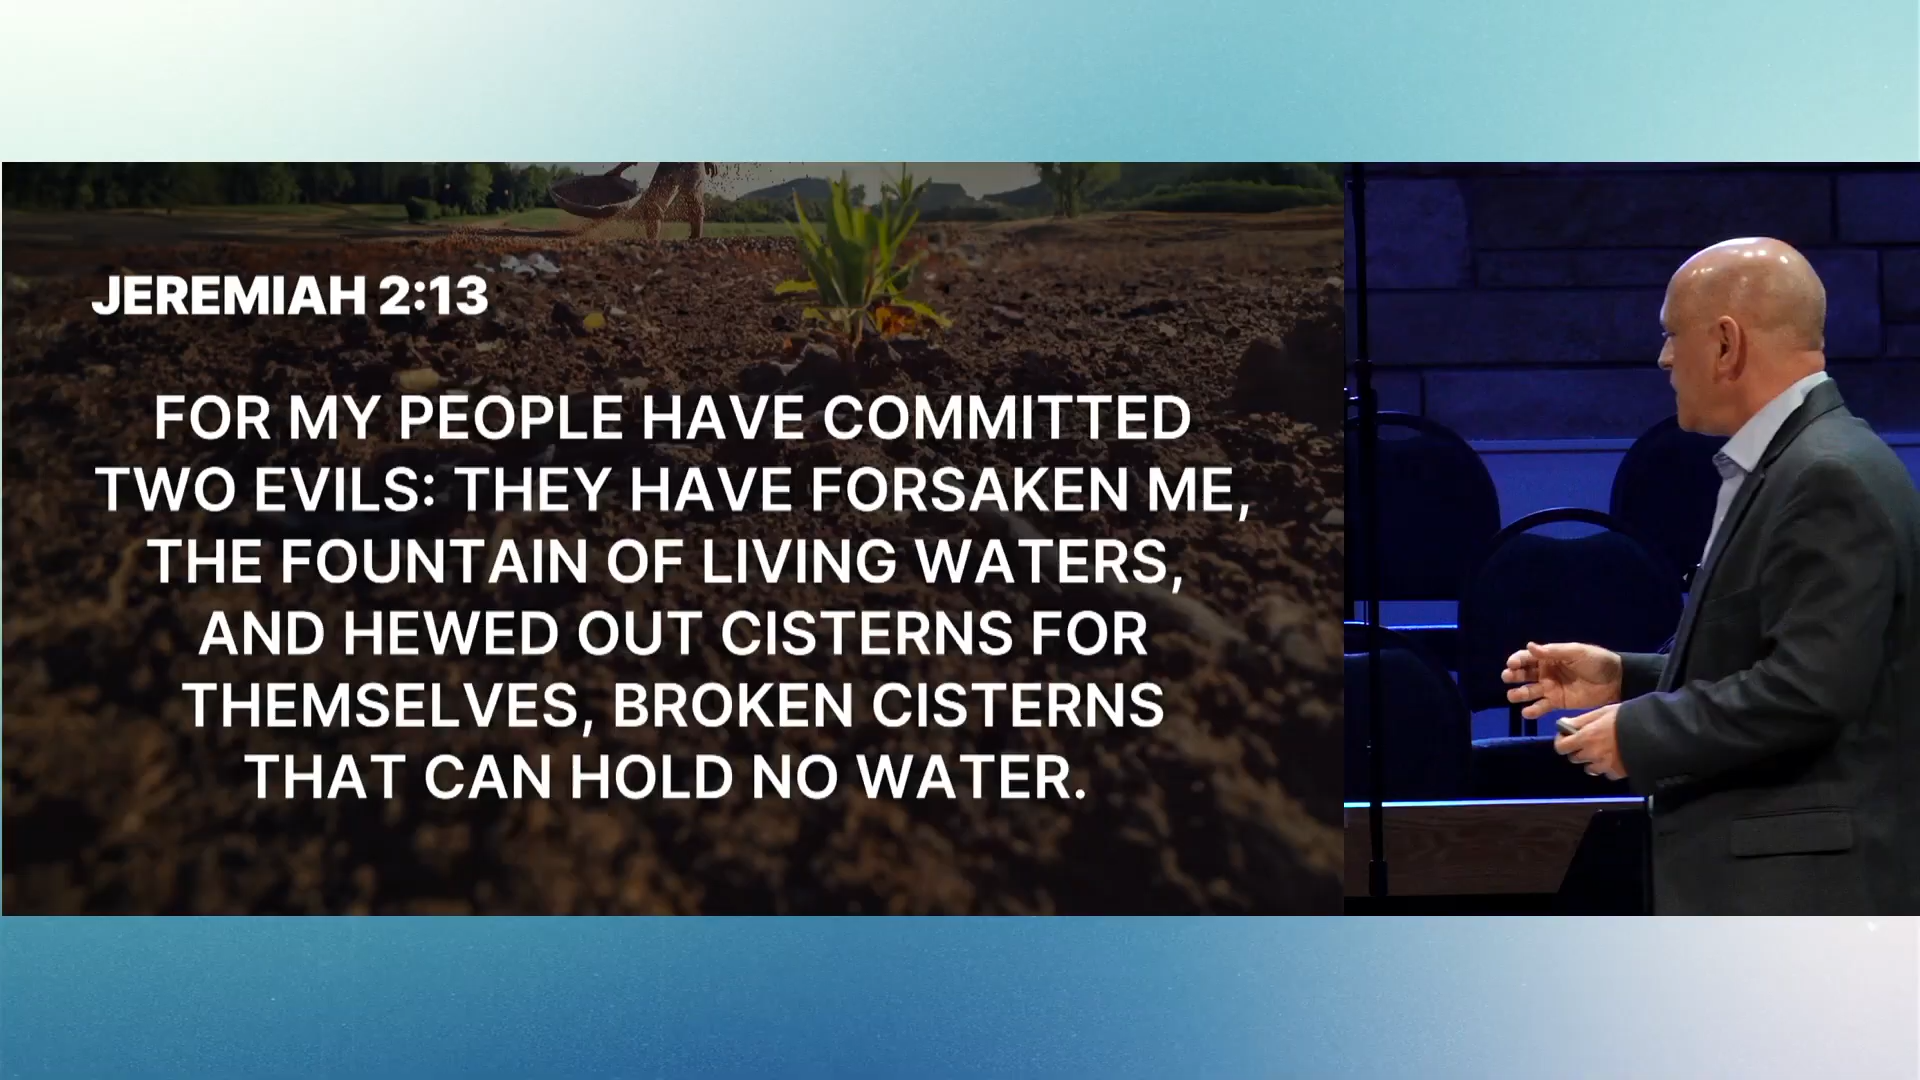 JEREMIAH 2:13
FOR MY PEOPLE HAVE COMMITTED
TWO EVILS: THEY HAVE FORSAKEN ME,
THE FOUNTAIN OF LIVING WATERS,
AND HEWED OUT CISTERNS FOR
THEMSELVES, BROKEN CISTERNS
THAT CAN HOLD NO WATER.